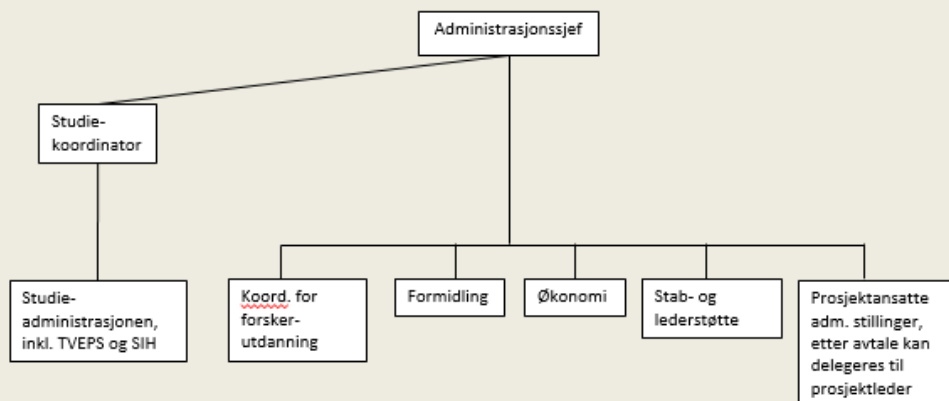 Administrasjonssjef
Studie-
koordinator
Studie-
administrasjonen,
inkl. TVEPS og SIH
Koord. for
forsker-
utdanning
Formidling
Økonomi
Stab- og
lederstøtte
Prosjektansatte
adm. stillinger,
etter avtale kan
delegeres til
prosjektleder